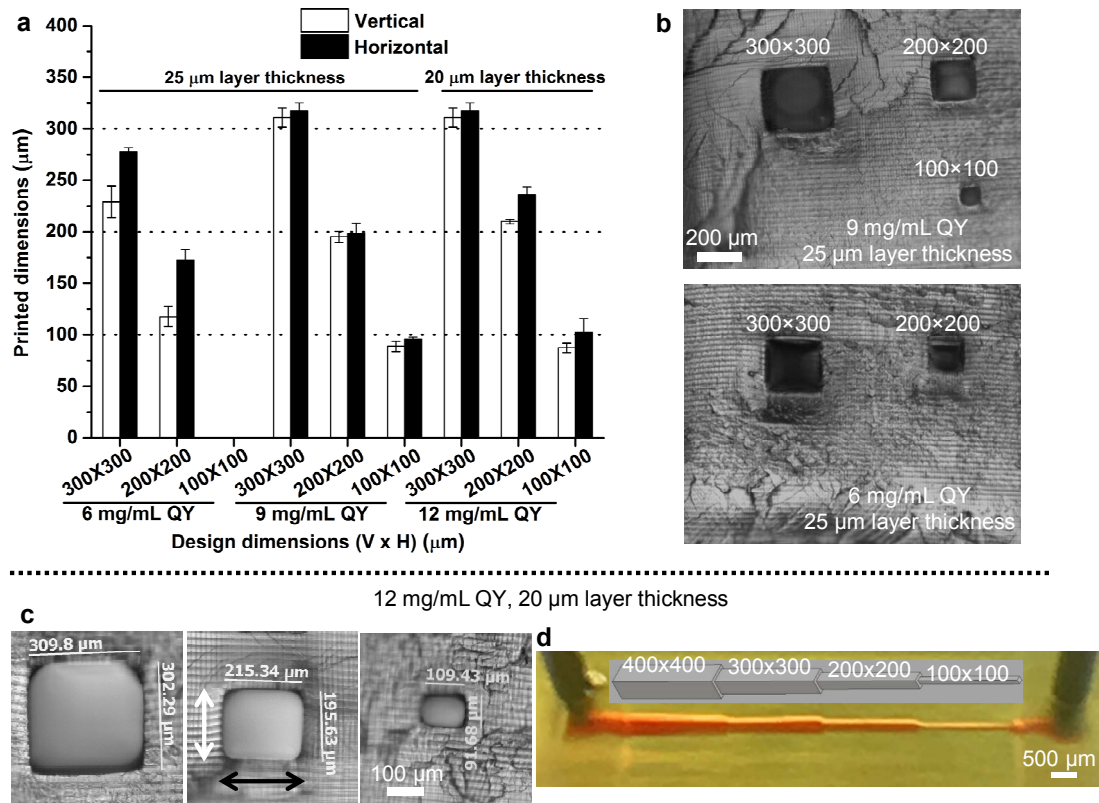 a
Vertical
Horizontal
25 µm layer thickness
20 µm layer thickness
400
350
300
250
200
150
100
50
0
Printed dimensions (µm)
300X300
200X200
100X100
300X300
200X200
100X100
300X300
200X200
100X100
6 mg/mL QY
9 mg/mL QY
12 mg/mL QY
Design dimensions (V x H) (µm)
b
300×300
200×200
100×100
200 µm
9 mg/mL QY
25 µm layer thickness
300×300
200×200
6 mg/mL QY
25 µm layer thickness
12 mg/mL QY, 20 µm layer thickness
c
309.8 µm
302.29 µm
215.34 µm
195.63 µm
109.43
100 µm
d
400x400
300x300
200x200
100x100
500 µm